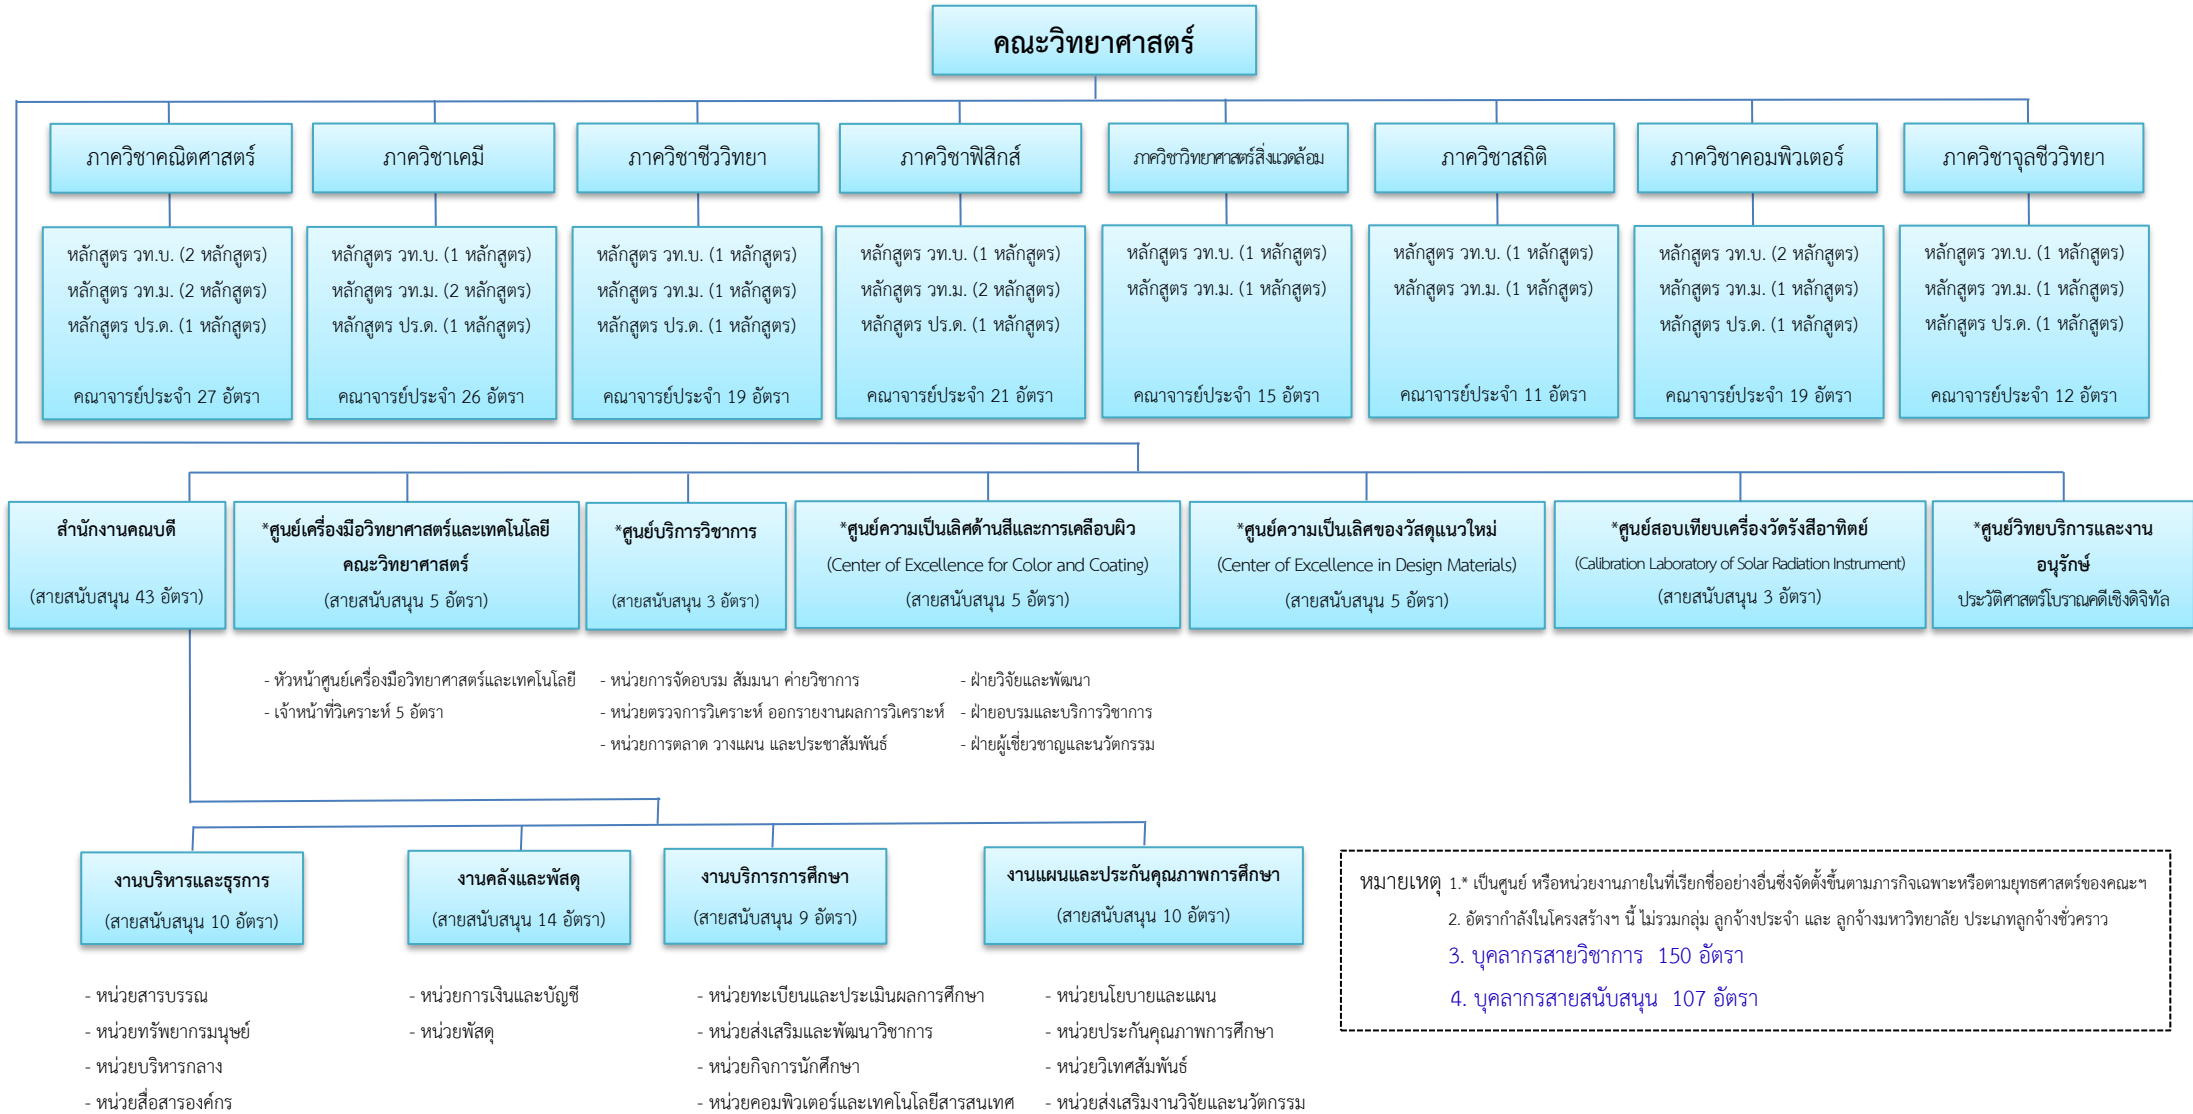 คณะวิทยาศาสตร์
ภาควิชาคณิตศาสตร์
หลักสูตร วท.บ. (2 หลักสูตร)
หลักสูตร วท.ม. (2 หลักสูตร)
หลักสูตร ปร.ด. (1 หลักสูตร)
คณาจารย์ประจำ 27 อัตรา
ภาควิชาเคมี
หลักสูตร วท.บ. (1 หลักสูตร)
หลักสูตร วท.ม. (2 หลักสูตร)
หลักสูตร ปร.ด. (1 หลักสูตร)
คณาจารย์ประจำ 26 อัตรา
ภาควิชาชีววิทยา
หลักสูตร วท.บ. (1 หลักสูตร)
หลักสูตร วท.ม. (1 หลักสูตร)
หลักสูตร ปร.ด. (1 หลักสูตร)
คณาจารย์ประจำ 19 อัตรา
ภาควิชาฟิสิกส์
หลักสูตร วท.บ. (1 หลักสูตร)
หลักสูตร วท.ม. (2 หลักสูตร)
หลักสูตร ปร.ด. (1 หลักสูตร)
คณาจารย์ประจำ 21 อัตรา
ภาควิชาวิทยาศาสตร์สิ่งแวดล้อม
หลักสูตร วท.บ. (1 หลักสูตร)
หลักสูตร วท.ม. (1 หลักสูตร)
คณาจารย์ประจำ 15 อัตรา
ภาควิชาสถิติ
หลักสูตร วท.บ. (1 หลักสูตร)
หลักสูตร วท.ม. (1 หลักสูตร)
คณาจารย์ประจำ 11 อัตรา
ภาควิชาคอมพิวเตอร์
หลักสูตร วท.บ. (2 หลักสูตร)
หลักสูตร วท.ม. (1 หลักสูตร)
หลักสูตร ปร.ด. (1 หลักสูตร)
คณาจารย์ประจำ 19 อัตรา
ภาควิชาจุลชีววิทยา
หลักสูตร วท.บ. (1 หลักสูตร)
หลักสูตร วท.ม. (1 หลักสูตร)
หลักสูตร ปร.ด. (1 หลักสูตร)
คณาจารย์ประจำ 12 อัตรา
สำนักงานคณบดี
(สายสนับสนุน 43 อัตรา)
*ศูนย์เครื่องมือวิทยาศาสตร์และเทคโนโลยี
คณะวิทยาศาสตร์
(สายสนับสนุน 5 อัตรา)
*ศูนย์บริการวิชาการ
(สายสนับสนุน 3 อัตรา)
*ศูนย์ความเป็นเลิศด้านสีและการเคลือบผิว
(Center of Excellence for Color and Coating)
(สายสนับสนุน 5 อัตรา)
*ศูนย์ความเป็นเลิศของวัสดุแนวใหม่
(Center of Excellence in Design Materials)
(สายสนับสนุน 5 อัตรา)
*ศูนย์สอบเทียบเครื่องวัดรังสีอาทิตย์
(Calibration Laboratory of Solar Radiation Instrument)
(สายสนับสนุน 3 อัตรา)
*ศูนย์วิทยบริการและงาน
อนุรักษ์
ประวัติศาสตร์โบราณคดีเชิงดิจิทัล
- หัวหน้าศูนย์เครื่องมือวิทยาศาสตร์และเทคโนโลยี
- เจ้าหน้าที่วิเคราะห์ 5 อัตรา
- หน่วยการจัดอบรม สัมมนา ค่ายวิชาการ
- หน่วยตรวจการวิเคราะห์ ออกรายงานผลการวิเคราะห์
- หน่วยการตลาด วางแผน และประชาสัมพันธ์
- ฝ่ายวิจัยและพัฒนา
- ฝ่ายอบรมและบริการวิชาการ
- ฝ่ายผู้เชี่ยวชาญและนวัตกรรม
งานบริหารและธุรการ
(สายสนับสนุน 10 อัตรา)
- หน่วยสารบรรณ
- หน่วยทรัพยากรมนุษย์
- หน่วยบริหารกลาง
- หน่วยสื่อสารองค์กร
งานคลังและพัสดุ
(สายสนับสนุน 14 อัตรา)
- หน่วยการเงินและบัญชี
- หน่วยพัสดุ
งานบริการการศึกษา
(สายสนับสนุน 9 อัตรา)
- หน่วยทะเบียนและประเมินผลการศึกษา
- หน่วยส่งเสริมและพัฒนาวิชาการ
- หน่วยกิจการนักศึกษา
- หน่วยคอมพิวเตอร์และเทคโนโลยีสารสนเทศ
งานแผนและประกันคุณภาพการศึกษา
(สายสนับสนุน 10 อัตรา)
- หน่วยนโยบายและแผน
- หน่วยประกันคุณภาพการศึกษา
- หน่วยวิเทศสัมพันธ์
- หน่วยส่งเสริมงานวิจัยและนวัตกรรม
หมายเหตุ 1.* เป็นศูนย์ หรือหน่วยงานภายในที่เรียกชื่ออย่างอื่นซึ่งจัดตั้งขึ้นตามภารกิจเฉพาะหรือตามยุทธศาสตร์ของคณะฯ
2. อัตรากำลังในโครงสร้างฯ นี้ ไม่รวมกลุ่ม ลูกจ้างประจำ และ ลูกจ้างมหาวิทยาลัย ประเภทลูกจ้างชั่วคราว
3. บุคลากรสายวิชาการ 150 อัตรา
4. บุคลากรสายสนับสนุน 107 อัตรา